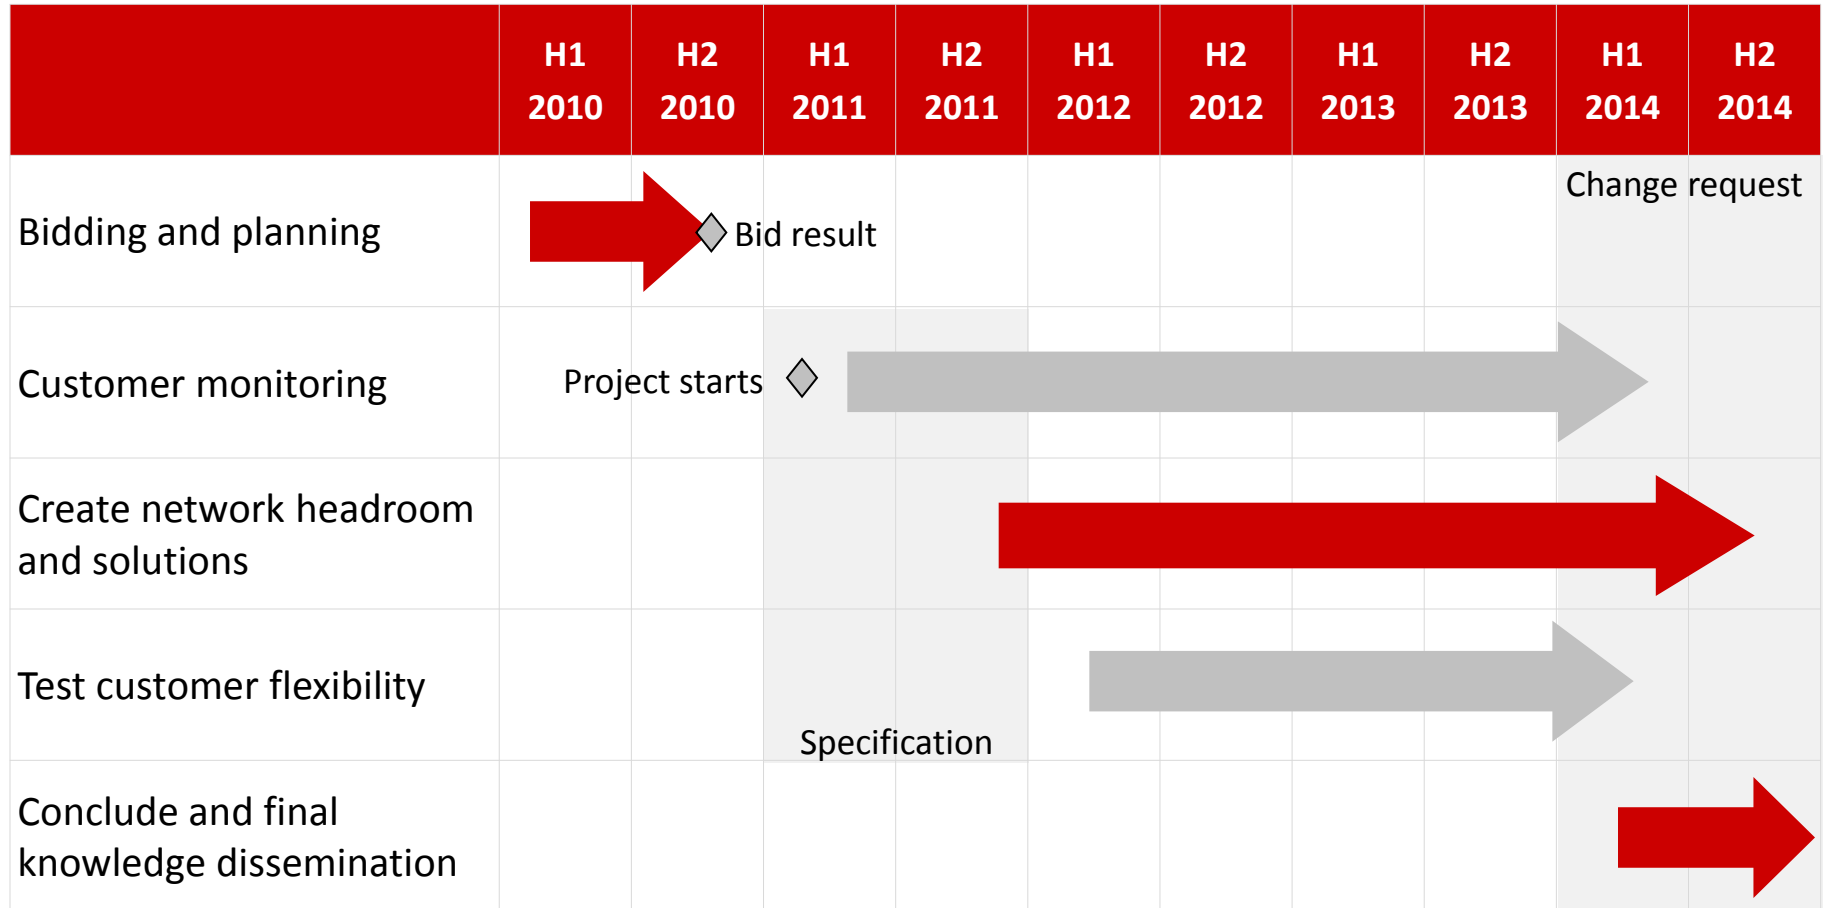 H1 H2 H1 H2 H1 H2 H1 H2 H1 H2
2010 2010 2011 2011 2012 2012 2013 2013 2014 2014
Change request
Bidding and planning
Bid result
Customer monitoring
Project starts
Create network headroom
and solutions
Test customer flexibility
Specification
Conclude and final
knowledge dissemination